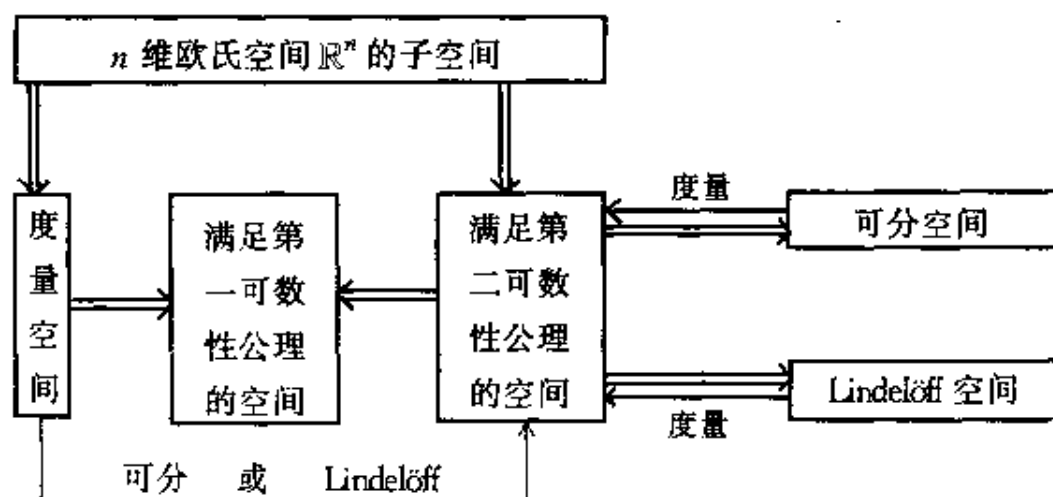 n 维欧氏空间 ℝⁿ 的子空间
度量空间
满足第
一可数
性公理
的空间
满足第
二可数
性公理
的空间
度量
可分空间
Lindelöff 空间
度量
可分 或 Lindelöff